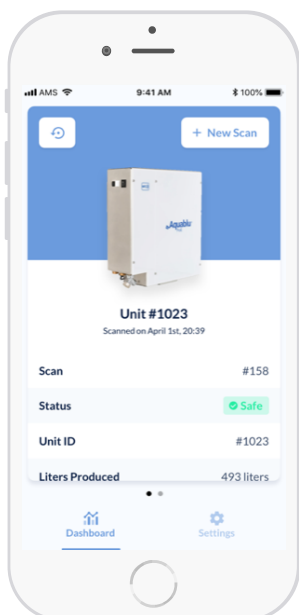 AMS 9:41 AM 100%
+ New Scan
Aquablu
Unit #1023
Scanned on April 1st, 20:39
Scan #158
Status Safe
Unit ID #1023
Liters Produced 493 liters
Dashboard Settings